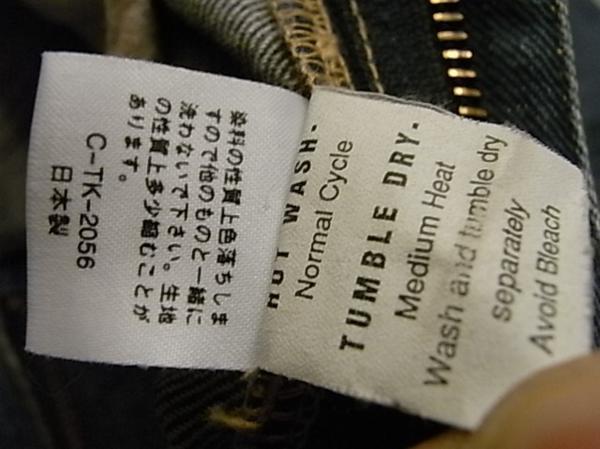 染料の性質上色落ちしま
すので他のものと一緒に
洗わないで下さい。生地
の性質上多少縮むことが
あります。
C-TK-2056
日本製
HOT WASH-
Normal Cycle
TUMBLE DRY-
Medium Heat
Wash and tumble dry
separately
Avoid Bleach